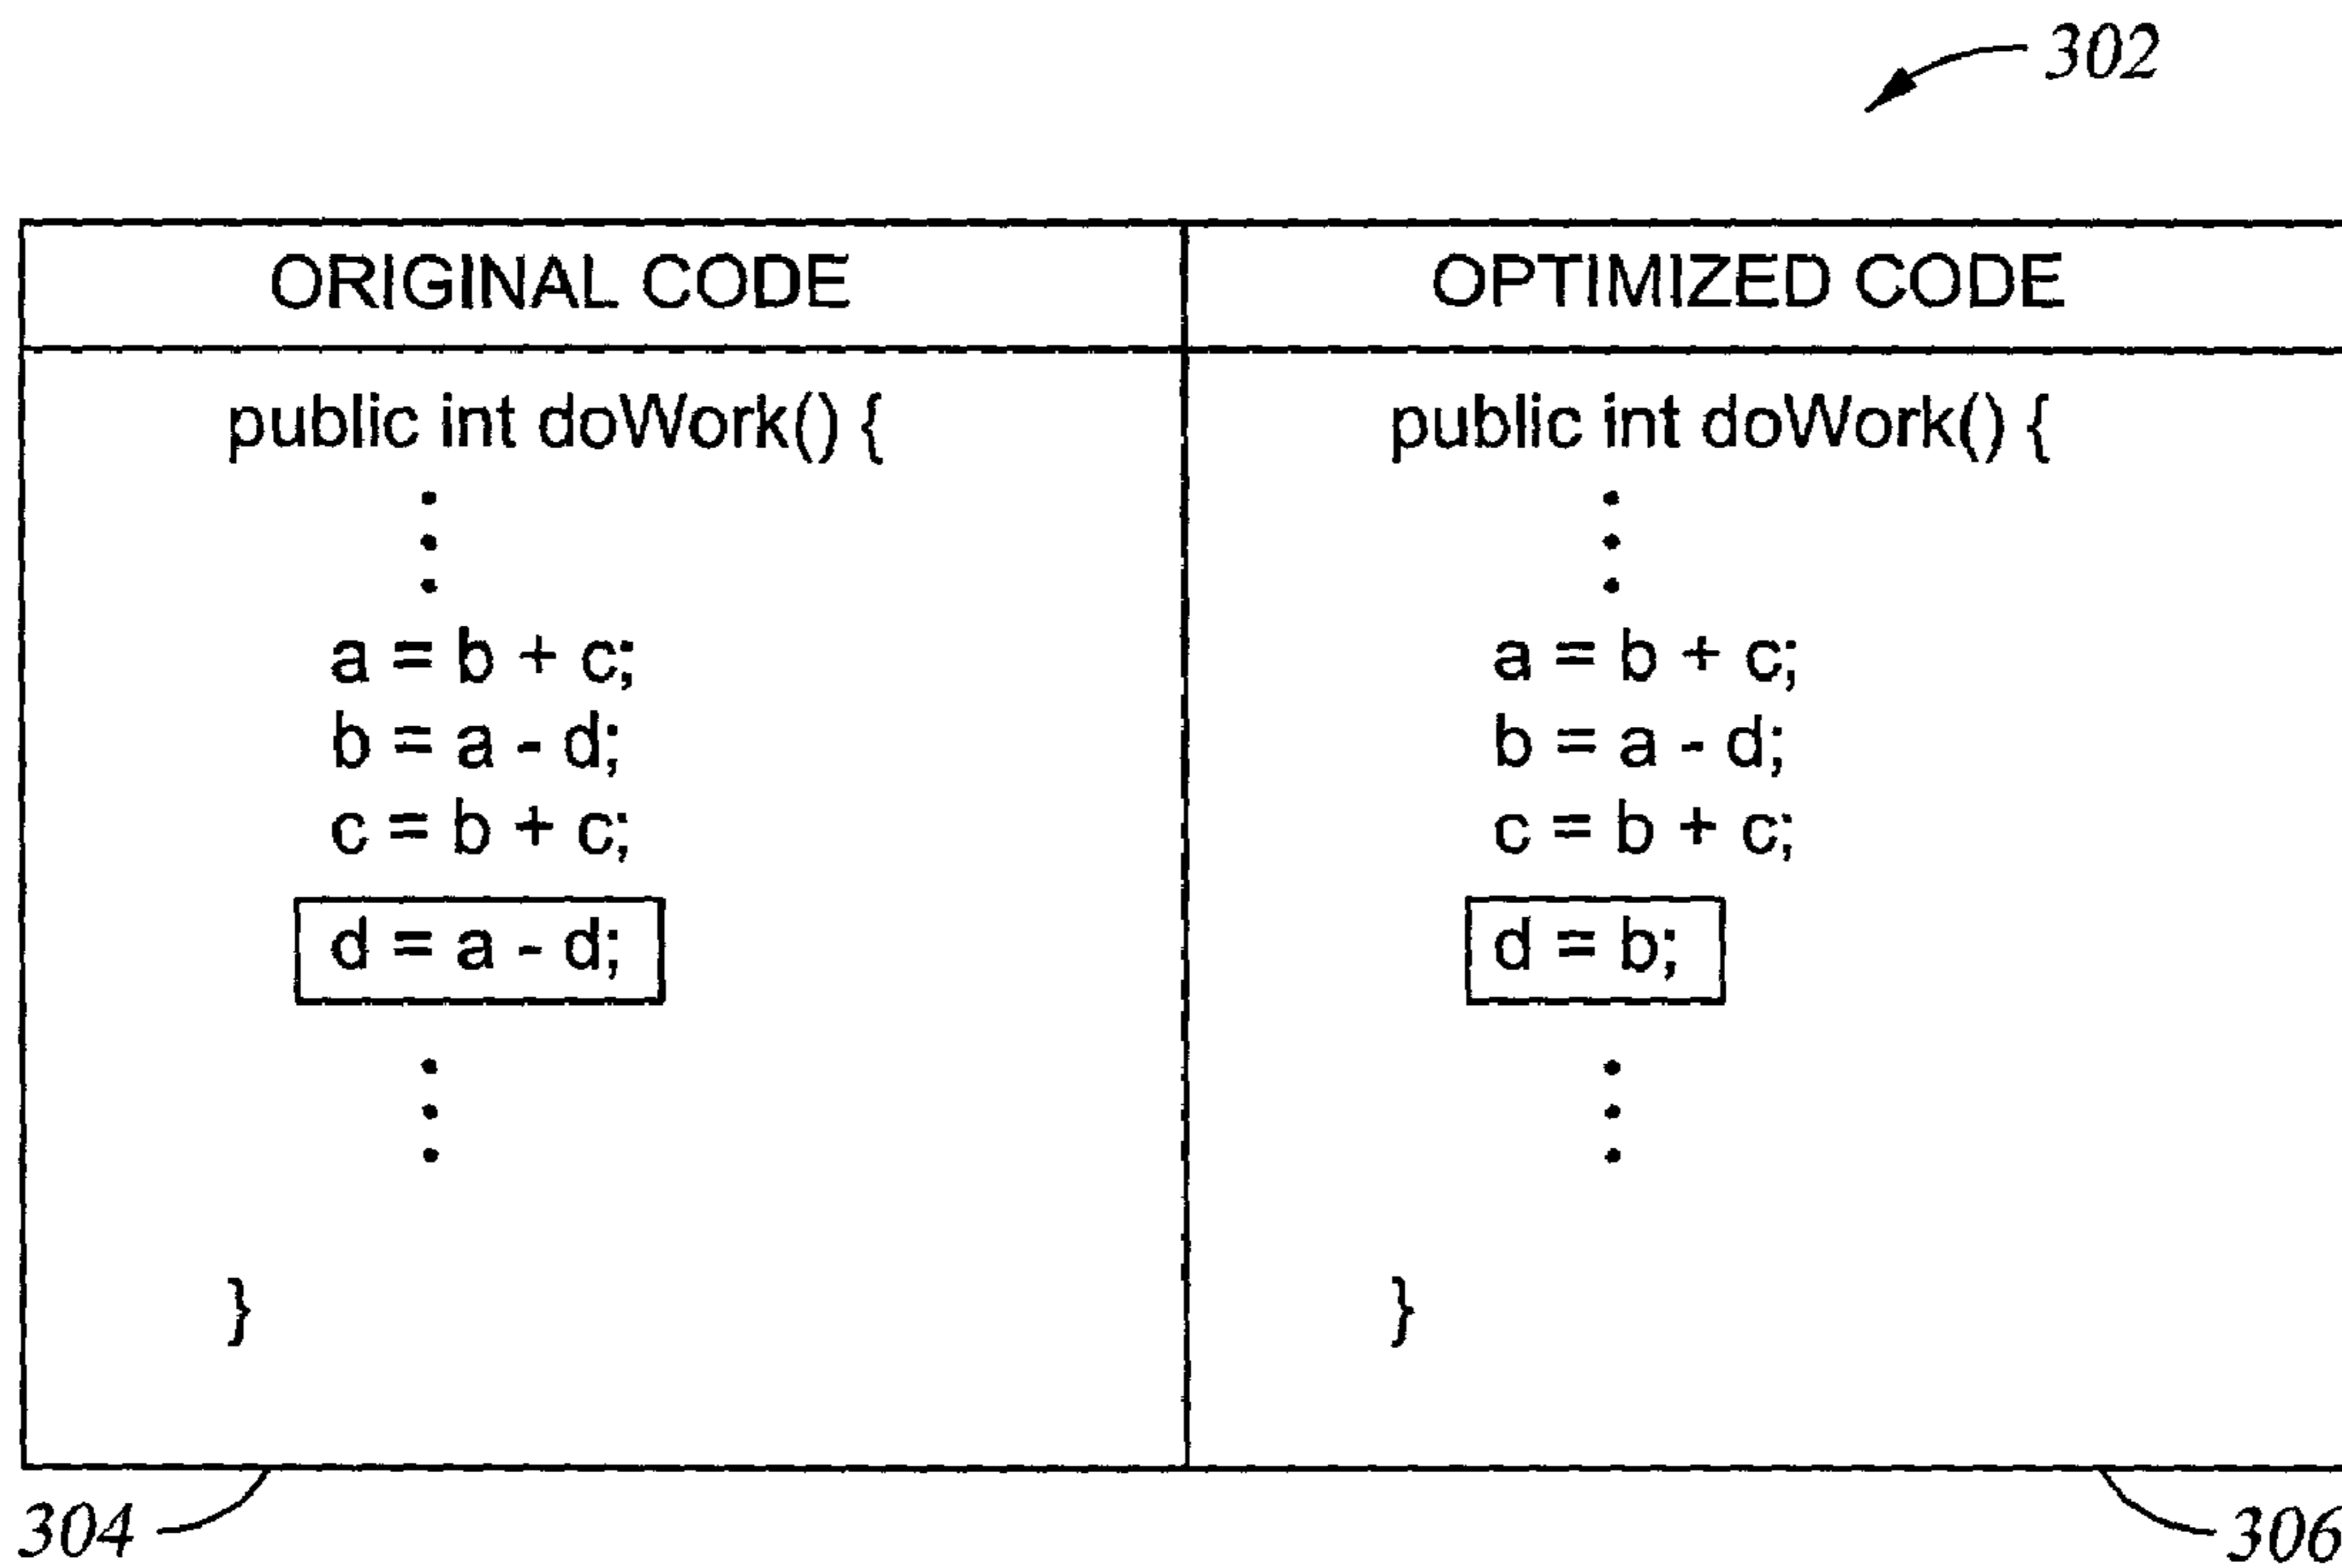 302
ORIGINAL CODE
public int doWork() {
a = b + c;
b = a - d;
c = b + c;
d = a - d;
}
304
OPTIMIZED CODE
public int doWork() {
a = b + c;
b = a - d;
c = b + c;
d = b;
}
306